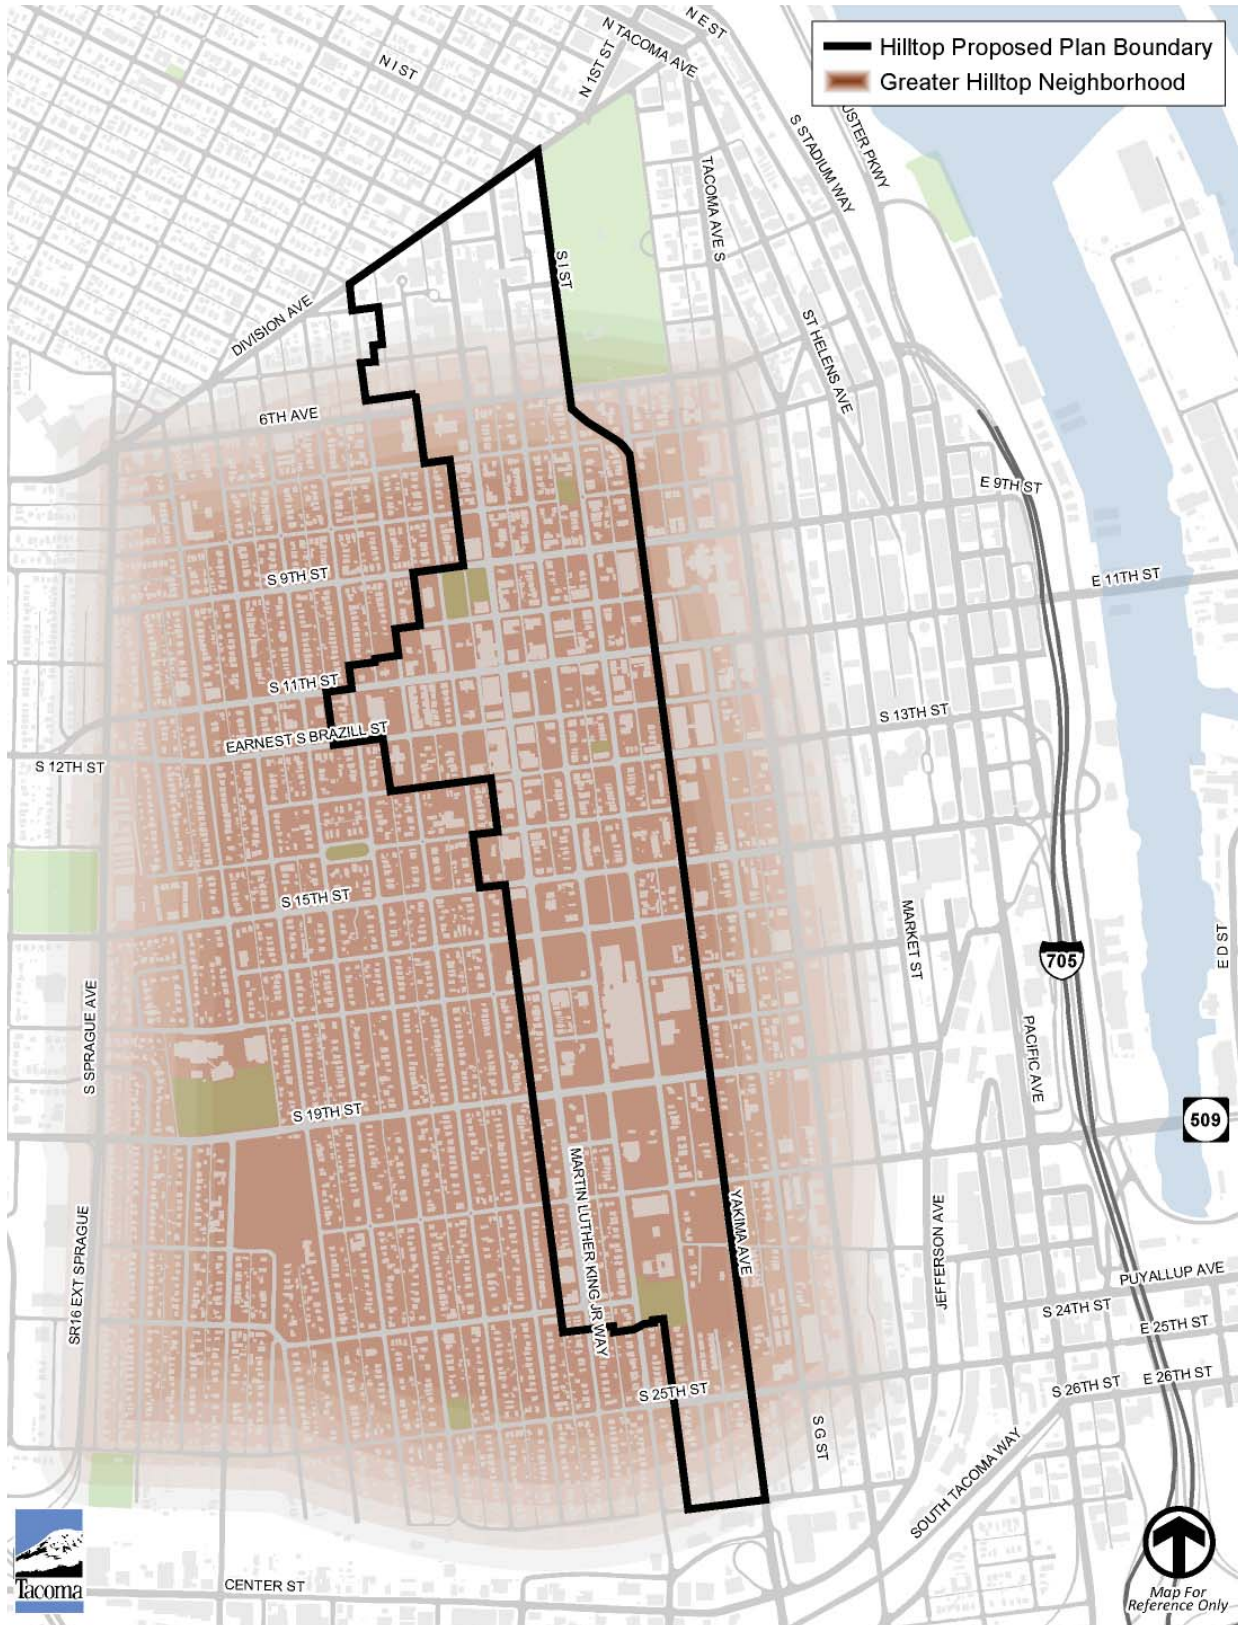 Hilltop Proposed Plan Boundary
Greater Hilltop Neighborhood
N E ST
N TACOMA AVE
N 1ST ST
N I ST
S STADIUM WAY
USTER PKWY
TACOMA AVE S
S I ST
ST HELENS AVE
DIVISION AVE
6TH AVE
E 9TH ST
S 9TH ST
E 11TH ST
S 11TH ST
EARNEST S BRAZILL ST
S 13TH ST
S 12TH ST
S 15TH ST
MARKET ST
E D ST
705
S SPRAGUE AVE
PACIFIC AVE
S 19TH ST
509
MARTIN LUTHER KING JR WAY
YAKIMA AVE
JEFFERSON AVE
SR16 EXT SPRAGUE
PUYALLUP AVE
S 24TH ST
E 25TH ST
S 25TH ST
S 26TH ST
E 26TH ST
S G ST
SOUTH TACOMA WAY
Tacoma
CENTER ST
Map For
Reference Only